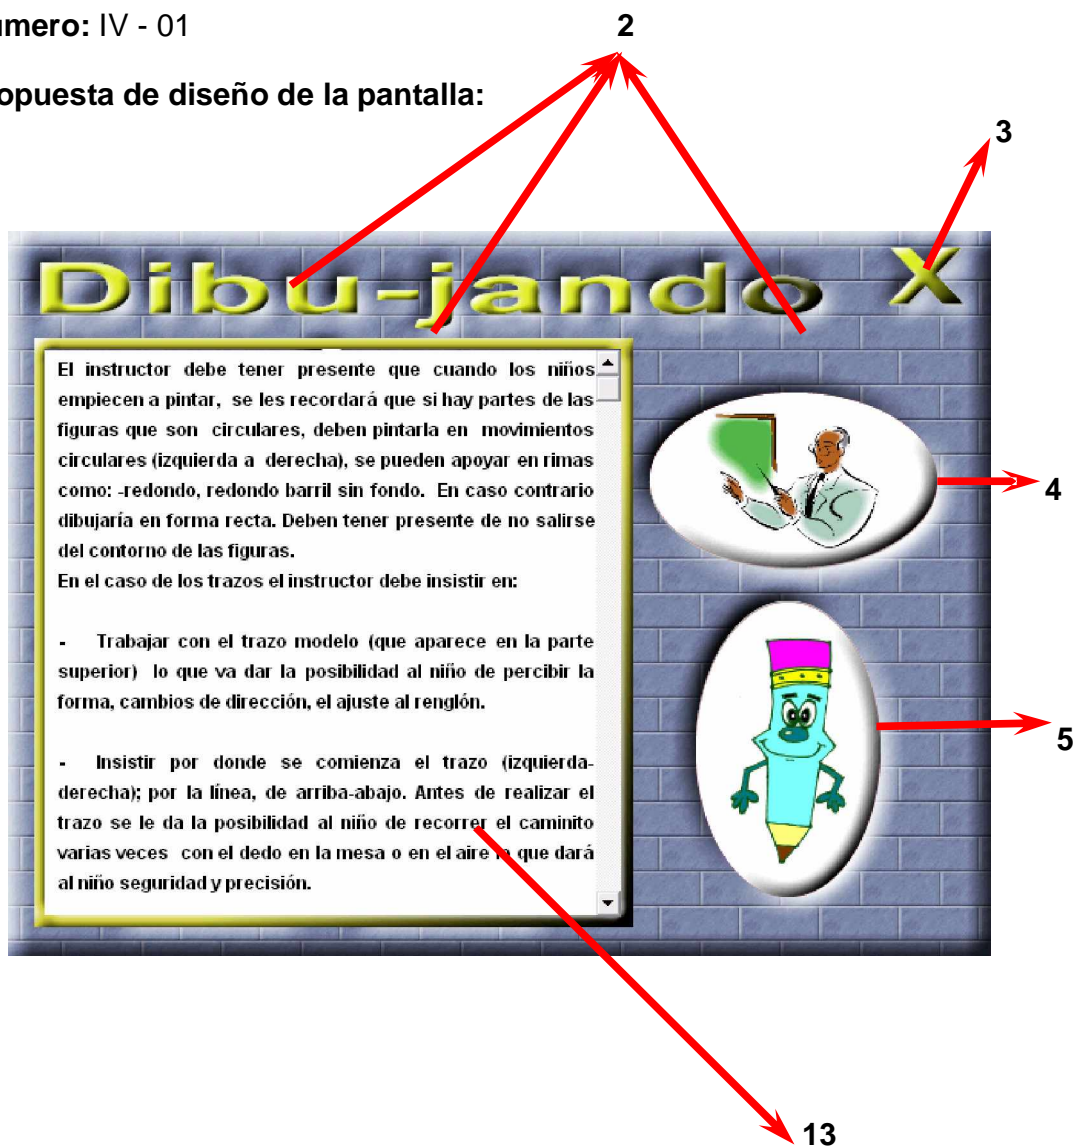 úmero: IV - 01
2
opuesta de diseño de la pantalla:
3
Dibu-jando X
El instructor debe tener presente que cuando los niños
empiecen a pintar, se les recordará que si hay partes de las
figuras que son circulares, deben pintarla en movimientos
circulares (izquierda a derecha), se pueden apoyar en rimas
como: -redondo, redondo barril sin fondo. En caso contrario
dibujaría en forma recta. Deben tener presente de no salirse
del contorno de las figuras.
En el caso de los trazos el instructor debe insistir en:
- Trabajar con el trazo modelo (que aparece en la parte
superior) lo que va dar la posibilidad al niño de percibir la
forma, cambios de dirección, el ajuste al renglón.
- Insistir por donde se comienza el trazo (izquierda-
derecha); por la línea, de arriba-abajo. Antes de realizar el
trazo se le da la posibilidad al niño de recorrer el caminito
varias veces con el dedo en la mesa o en el aire lo que dará
al niño seguridad y precisión.
4
5
13